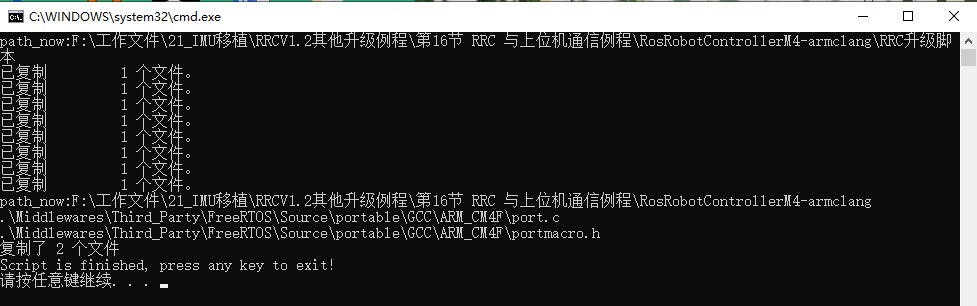 C:\WINDOWS\system32\cmd.exe
path_now:F:\工作文件\21_IMU移植\RRCV1.2其他升级例程\第16节 RRC 与上位机通信例程\RosRobotControllerM4-armclang\RRC升级脚
本
已复制         1 个文件。
已复制         1 个文件。
已复制         1 个文件。
已复制         1 个文件。
已复制         1 个文件。
已复制         1 个文件。
已复制         1 个文件。
已复制         1 个文件。
path_now:F:\工作文件\21_IMU移植\RRCV1.2其他升级例程\第16节 RRC 与上位机通信例程\RosRobotControllerM4-armclang
.\Middlewares\Third_Party\FreeRTOS\Source\portable\GCC\ARM_CM4F\port.c
.\Middlewares\Third_Party\FreeRTOS\Source\portable\GCC\ARM_CM4F\portmacro.h
复制了 2 个文件
Script is finished, press any key to exit!
请按任意键继续. . .